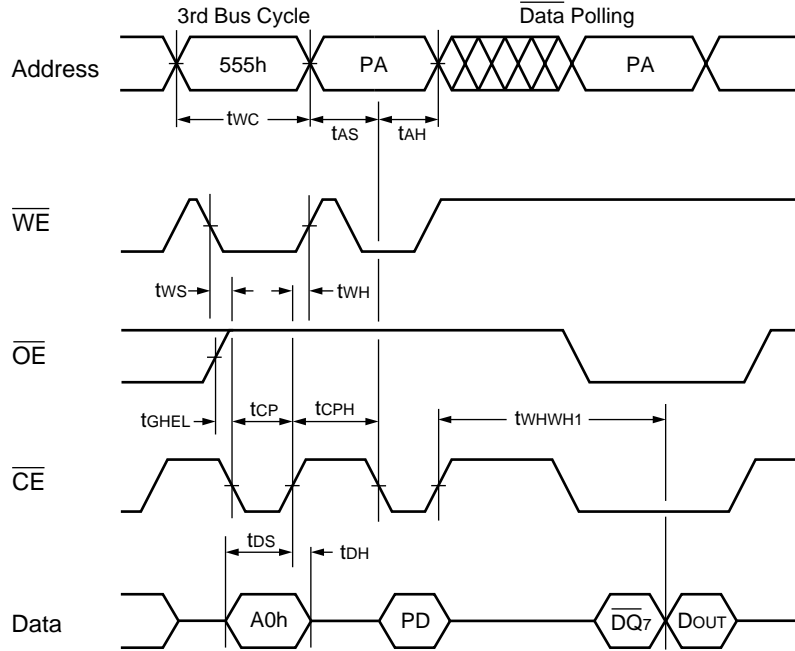 3rd Bus Cycle Data Polling
Address 555h PA PA
tWC tAS tAH
WE
tWS tWH
OE
tGHEL tCP tCPH tWHWH1
CE
tDS tDH
Data A0h PD DQ7 DOUT